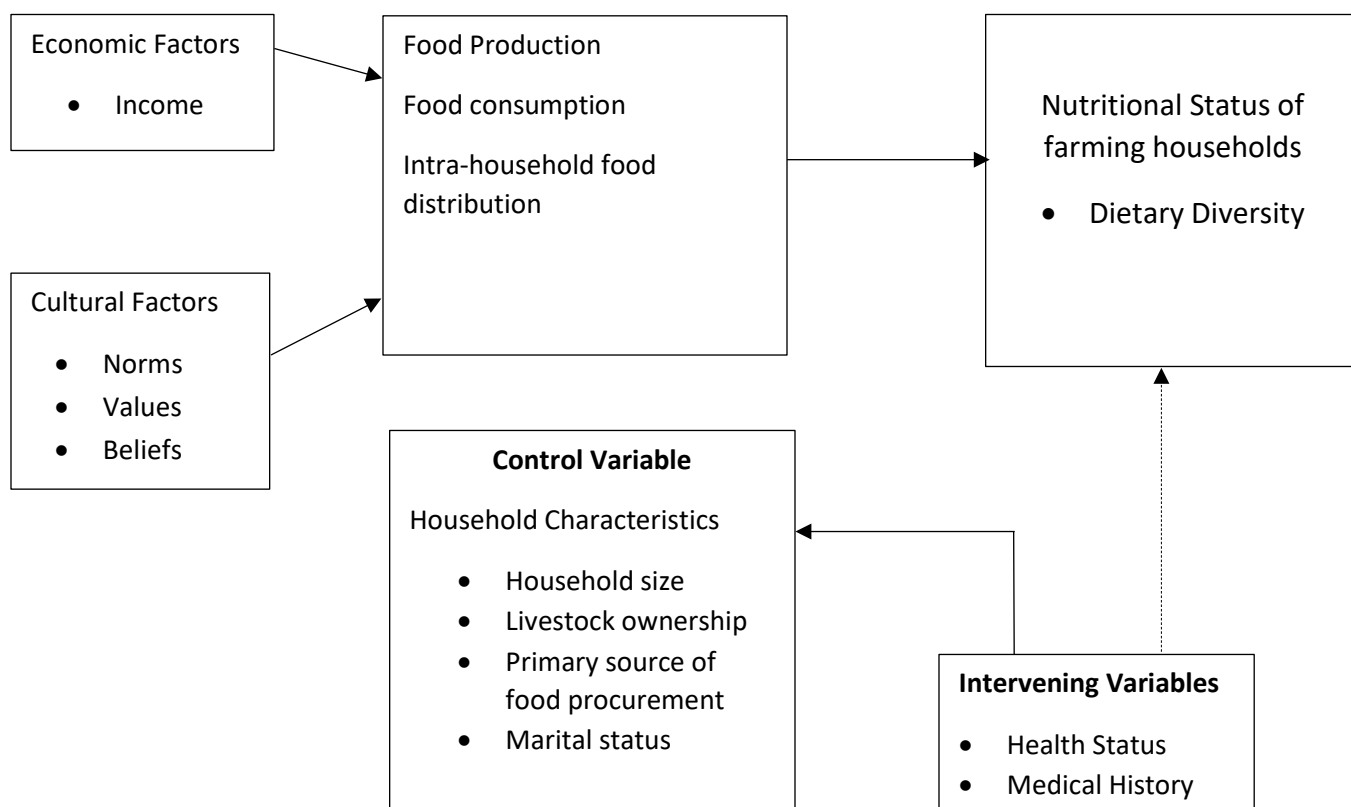 Economic Factors
• Income
Food Production
Food consumption
Intra-household food
distribution
Nutritional Status of
farming households
• Dietary Diversity
Cultural Factors
• Norms
• Values
• Beliefs
Control Variable
Household Characteristics
• Household size
• Livestock ownership
• Primary source of
food procurement
• Marital status
Intervening Variables
• Health Status
• Medical History